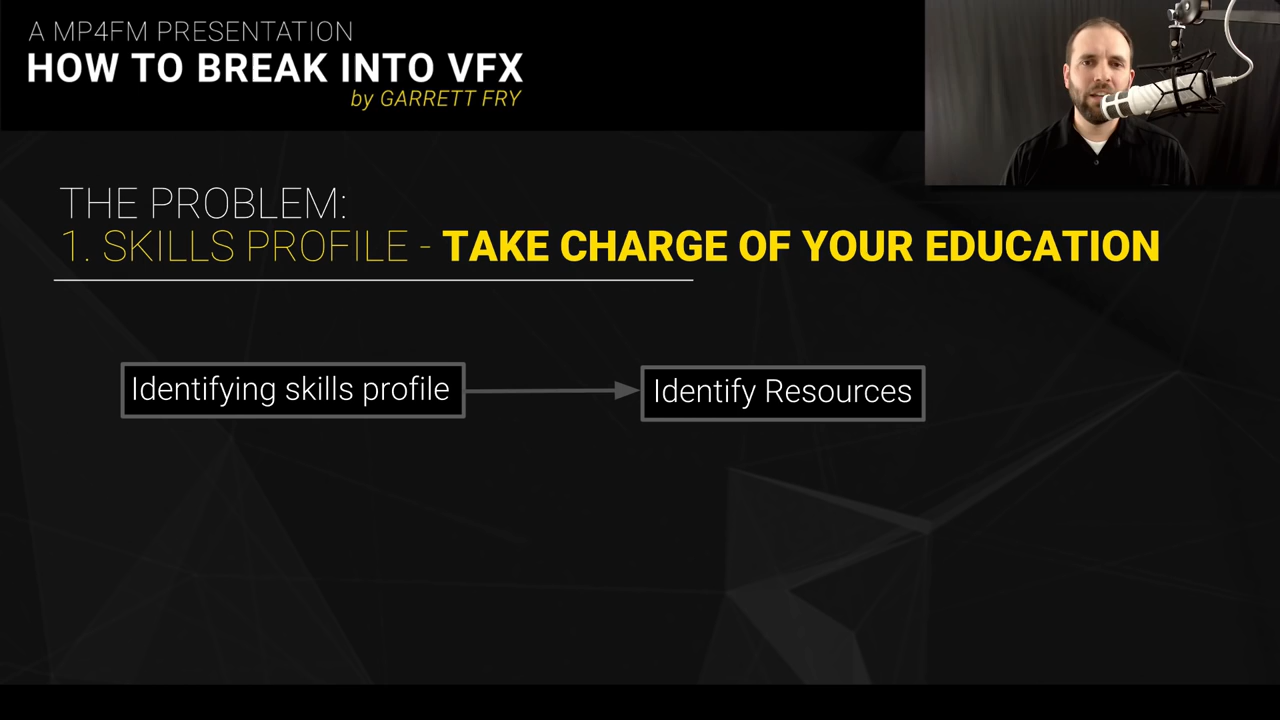 A MP4FM PRESENTATION
HOW TO BREAK INTO VFX
by GARRETT FRY
THE PROBLEM:
1. SKILLS PROFILE - TAKE CHARGE OF YOUR EDUCATION
Identifying skills profile
Identify Resources